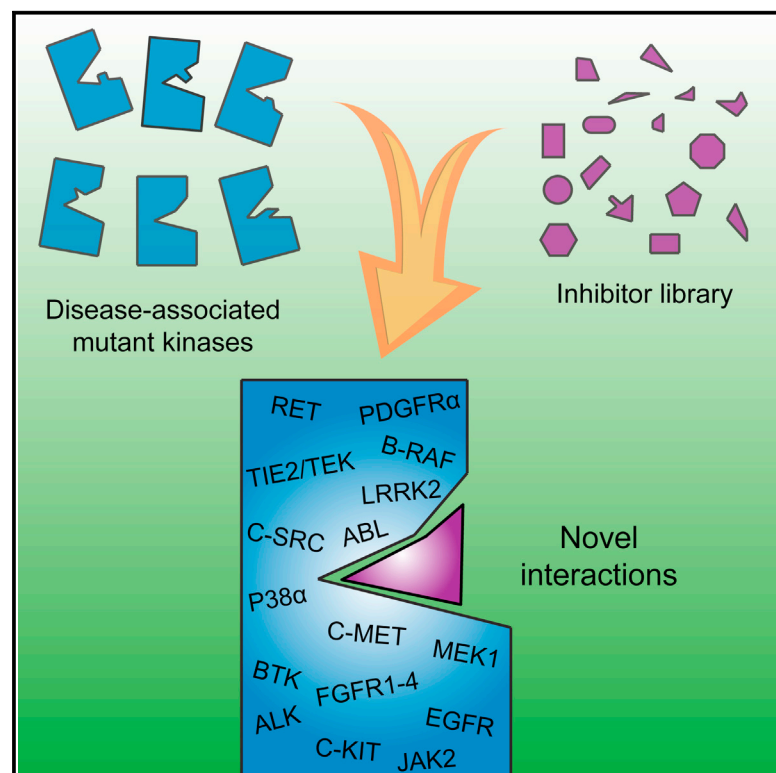 Disease-associated
mutant kinases
Inhibitor library
RET
PDGFRα
TIE2/TEK
B-RAF
LRRK2
C-SRC
ABL
Novel
interactions
P38α
C-MET
MEK1
BTK
FGFR1-4
ALK
EGFR
C-KIT
JAK2